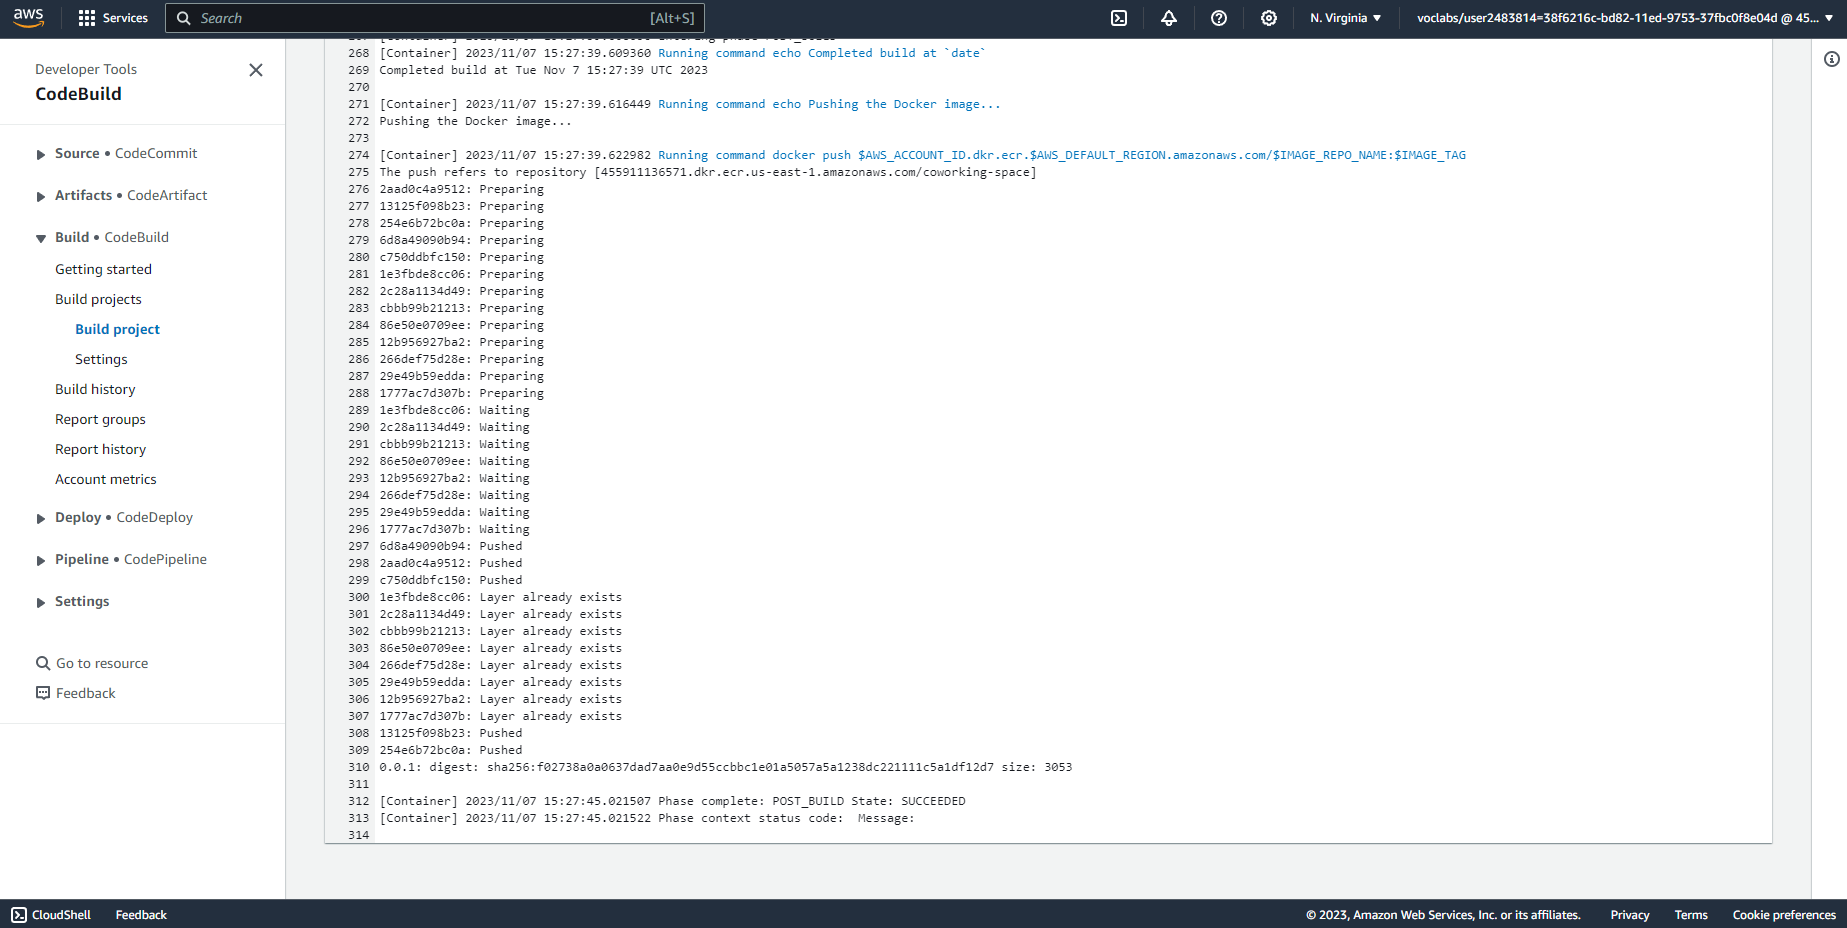 aws
Services
Search
[Alt+S]
N. Virginia
voclabs/user2483814=38f6216c-bd82-11ed-9753-37fbc0f8e04d @ 45...
Developer Tools
CodeBuild
Source • CodeCommit
Artifacts • CodeArtifact
Build • CodeBuild
Getting started
Build projects
Build project
Settings
Build history
Report groups
Report history
Account metrics
Deploy • CodeDeploy
Pipeline • CodePipeline
Settings
Go to resource
Feedback
268 [Container] 2023/11/07 15:27:39.609360 Running command echo Completed build at `date`
269 Completed build at Tue Nov 7 15:27:39 UTC 2023
270
271 [Container] 2023/11/07 15:27:39.616449 Running command echo Pushing the Docker image...
272 Pushing the Docker image...
273
274 [Container] 2023/11/07 15:27:39.622982 Running command docker push $AWS_ACCOUNT_ID.dkr.ecr.$AWS_DEFAULT_REGION.amazonaws.com/$IMAGE_REPO_NAME:$IMAGE_TAG
275 The push refers to repository [455911136571.dkr.ecr.us-east-1.amazonaws.com/coworking-space]
276 2aad0c4a9512: Preparing
277 13125f098b23: Preparing
278 254e6b72bc0a: Preparing
279 6d8a49090b94: Preparing
280 c750ddbfc150: Preparing
281 1e3fbde8cc06: Preparing
282 2c28a1134d49: Preparing
283 cbbb99b21213: Preparing
284 86e50e0709ee: Preparing
285 12b956927ba2: Preparing
286 266def75d28e: Preparing
287 29e49b59edda: Preparing
288 1777ac7d307b: Preparing
289 1e3fbde8cc06: Waiting
290 2c28a1134d49: Waiting
291 cbbb99b21213: Waiting
292 86e50e0709ee: Waiting
293 12b956927ba2: Waiting
294 266def75d28e: Waiting
295 29e49b59edda: Waiting
296 1777ac7d307b: Waiting
297 6d8a49090b94: Pushed
298 2aad0c4a9512: Pushed
299 c750ddbfc150: Pushed
300 1e3fbde8cc06: Layer already exists
301 2c28a1134d49: Layer already exists
302 cbbb99b21213: Layer already exists
303 86e50e0709ee: Layer already exists
304 266def75d28e: Layer already exists
305 29e49b59edda: Layer already exists
306 12b956927ba2: Layer already exists
307 1777ac7d307b: Layer already exists
308 13125f098b23: Pushed
309 254e6b72bc0a: Pushed
310 0.0.1: digest: sha256:f02738a0a0637dad7aa0e9d55ccbbc1e01a5057a5a1238dc221111c5a1df12d7 size: 3053
311
312 [Container] 2023/11/07 15:27:45.021507 Phase complete: POST_BUILD State: SUCCEEDED
313 [Container] 2023/11/07 15:27:45.021522 Phase context status code:  Message:
314
CloudShell
Feedback
© 2023, Amazon Web Services, Inc. or its affiliates.
Privacy
Terms
Cookie preferences